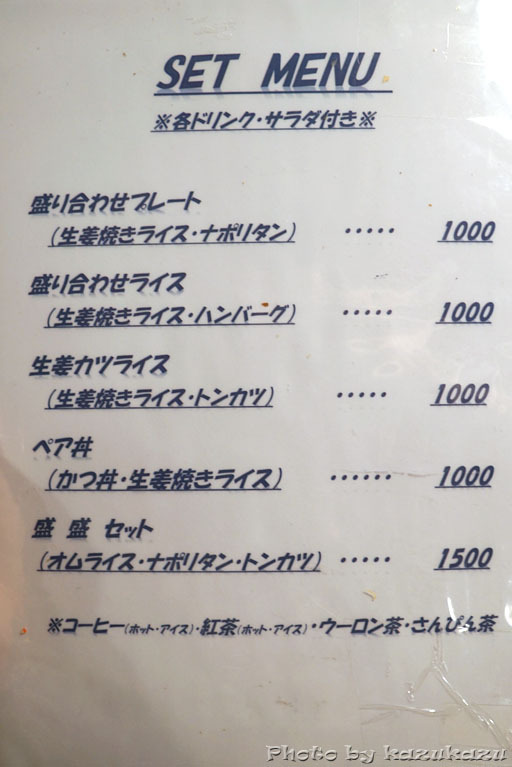 SET MENU
※各ドリンク・サラダ付き※
盛り合わせプレート
(生姜焼きライス・ナポリタン) ・・・・・ 1000
盛り合わせライス
(生姜焼きライス・ハンバーグ) ・・・・・ 1000
生姜カツライス
(生姜焼きライス・トンカツ) ・・・・・ 1000
ペア丼
(かつ丼・生姜焼きライス) ・・・・・・ 1000
盛 盛 セット
(オムライス・ナポリタン・トンカツ) ・・・・・ 1500
※コーヒー(ホット・アイス)・紅茶(ホット・アイス)・ウーロン茶・さんぴん茶
Photo by kazukazu